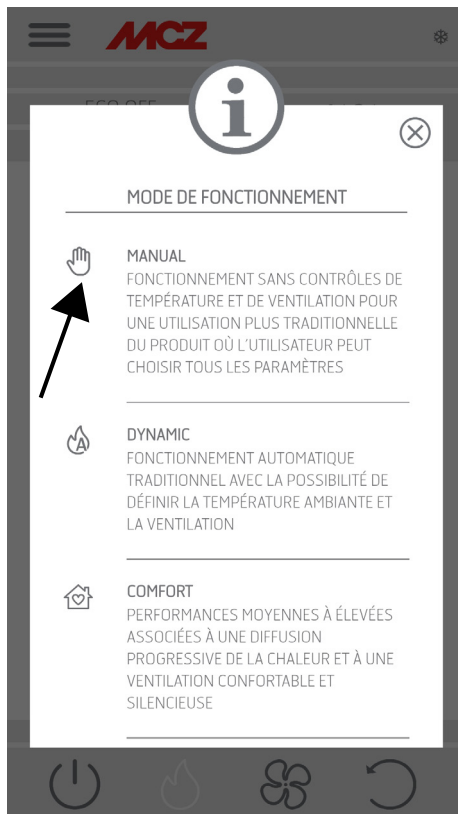 MCZ
MODE DE FONCTIONNEMENT
MANUAL
FONCTIONNEMENT SANS CONTRÔLES DE
TEMPÉRATURE ET DE VENTILATION POUR
UNE UTILISATION PLUS TRADITIONNELLE
DU PRODUIT OÙ L'UTILISATEUR PEUT
CHOISIR TOUS LES PARAMÈTRES
DYNAMIC
FONCTIONNEMENT AUTOMATIQUE
TRADITIONNEL AVEC LA POSSIBILITÉ DE
DÉFINIR LA TEMPÉRATURE AMBIANTE ET
LA VENTILATION
COMFORT
PERFORMANCES MOYENNES À ÉLEVÉES
ASSOCIÉES À UNE DIFFUSION
PROGRESSIVE DE LA CHALEUR ET À UNE
VENTILATION CONFORTABLE ET
SILENCIEUSE